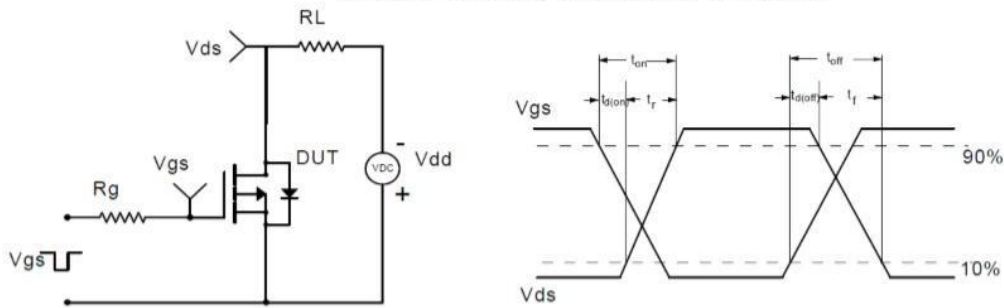 RL
Vds
Vgs
DUT
Rg
VDC
-
Vdd
+
Vgs
ton
toff
td(on)
tr
td(off)
tf
Vgs
90%
10%
Vds